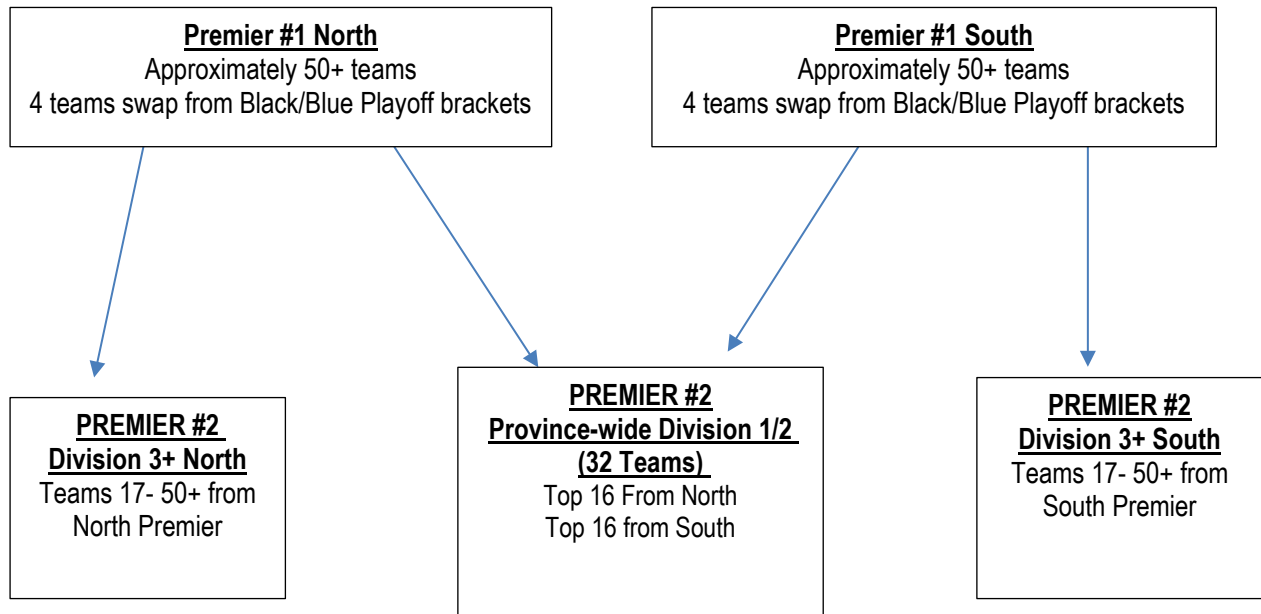 Premier #1 North
Approximately 50+ teams
4 teams swap from Black/Blue Playoff brackets
Premier #1 South
Approximately 50+ teams
4 teams swap from Black/Blue Playoff brackets
PREMIER #2
Division 3+ North
Teams 17- 50+ from
North Premier
PREMIER #2
Province-wide Division 1/2
(32 Teams)
Top 16 From North
Top 16 from South
PREMIER #2
Division 3+ South
Teams 17- 50+ from
South Premier